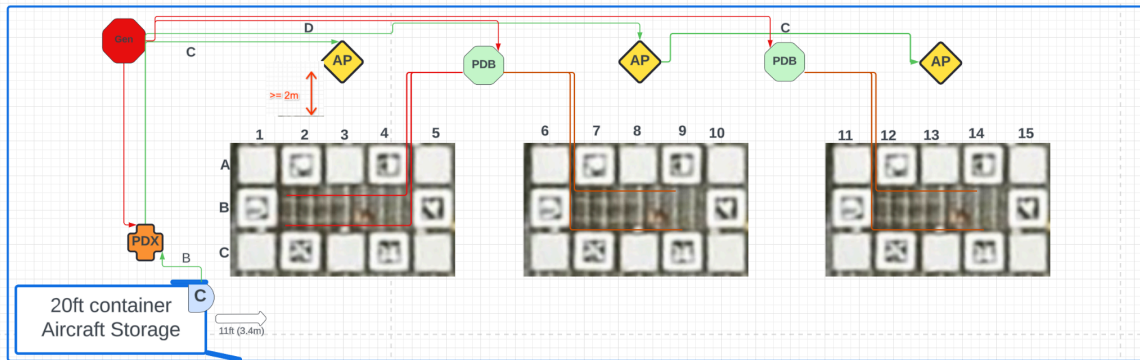 Gen
D
C
C
AP
PDB
AP
PDB
AP
>= 2m
1 2 3 4 5
6 7 8 9 10
11 12 13 14 15
A
B
C
PDX
B
C
20ft container
Aircraft Storage
11ft (3.4m)